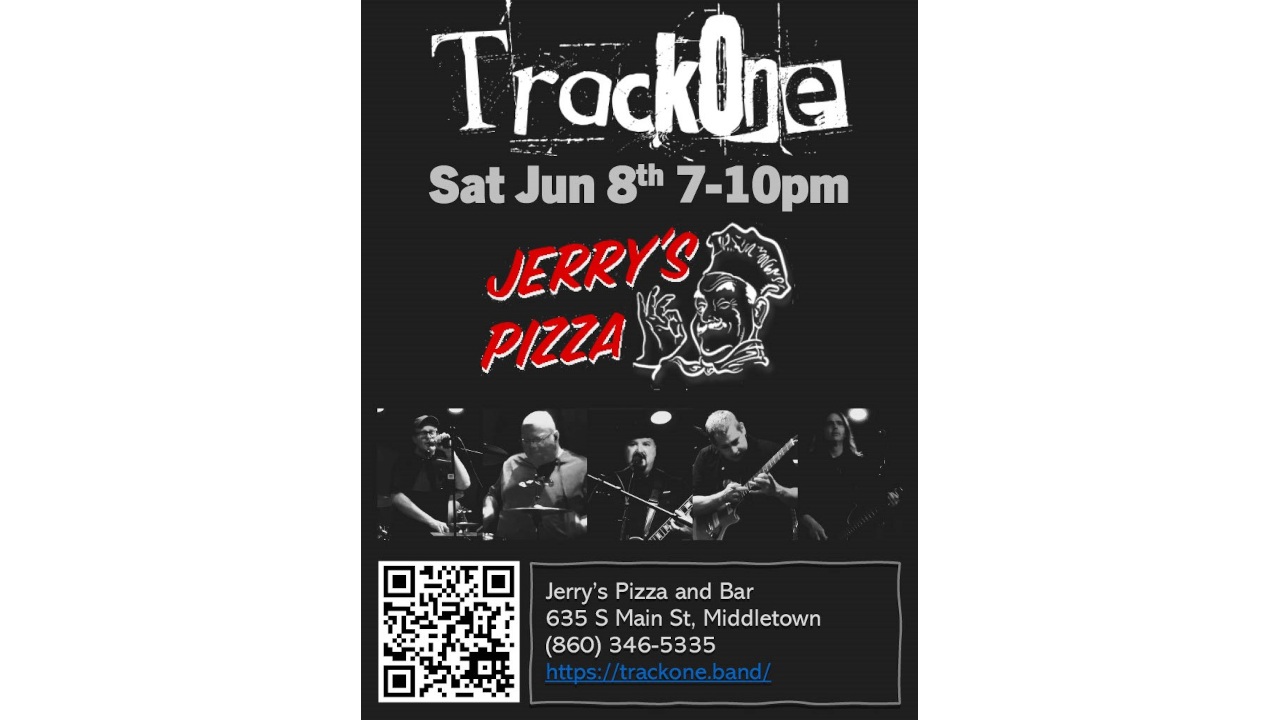 TrackOne
Sat Jun 8th 7-10pm
JERRY'S
PIZZA
Jerry's Pizza and Bar
635 S Main St, Middletown
(860) 346-5335
https://trackone.band/